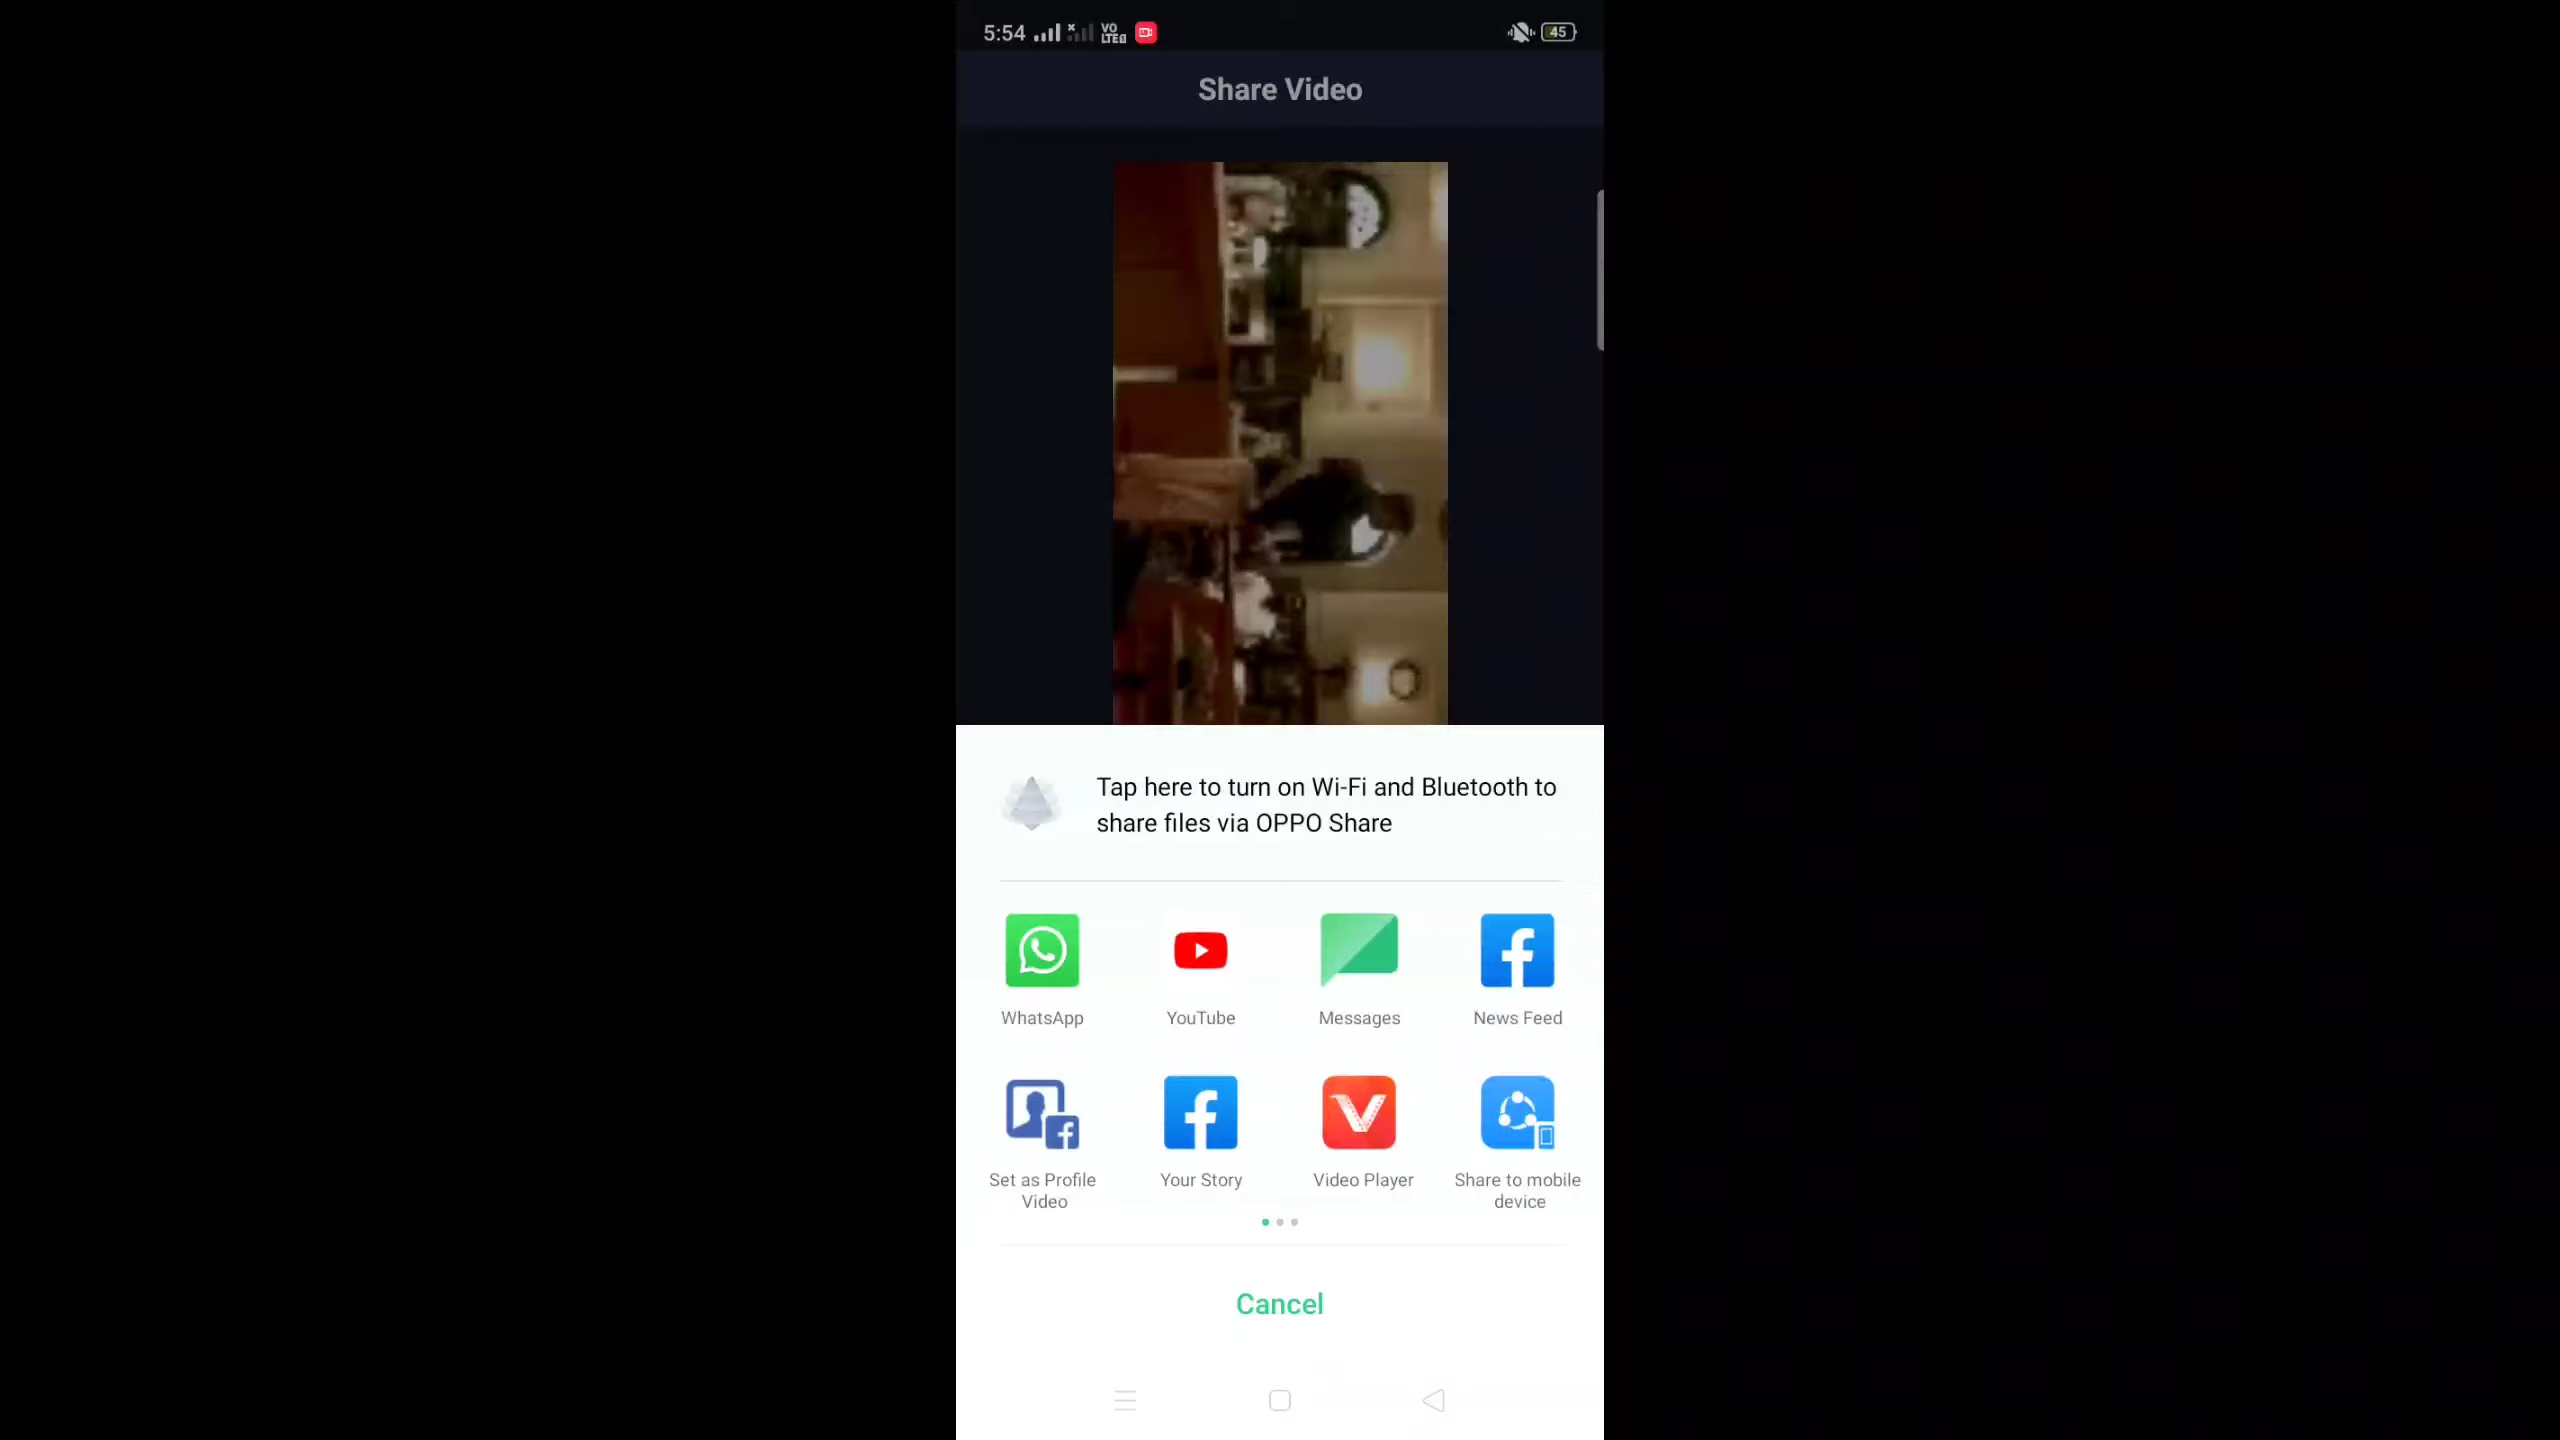 5:54 VO LTE 45
Share Video
Tap here to turn on Wi-Fi and Bluetooth to
share files via OPPO Share
WhatsApp YouTube Messages News Feed
Set as Profile Your Story Video Player Share to mobile
Video device
Cancel